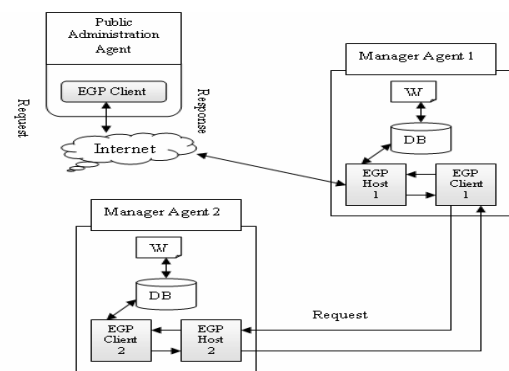 Public
Administration
Agent
EGP Client
Request
Response
Internet
Manager Agent 1
W
DB
EGP
Host
1
EGP
Client
1
Manager Agent 2
W
DB
EGP
Client
2
EGP
Host
2
Request